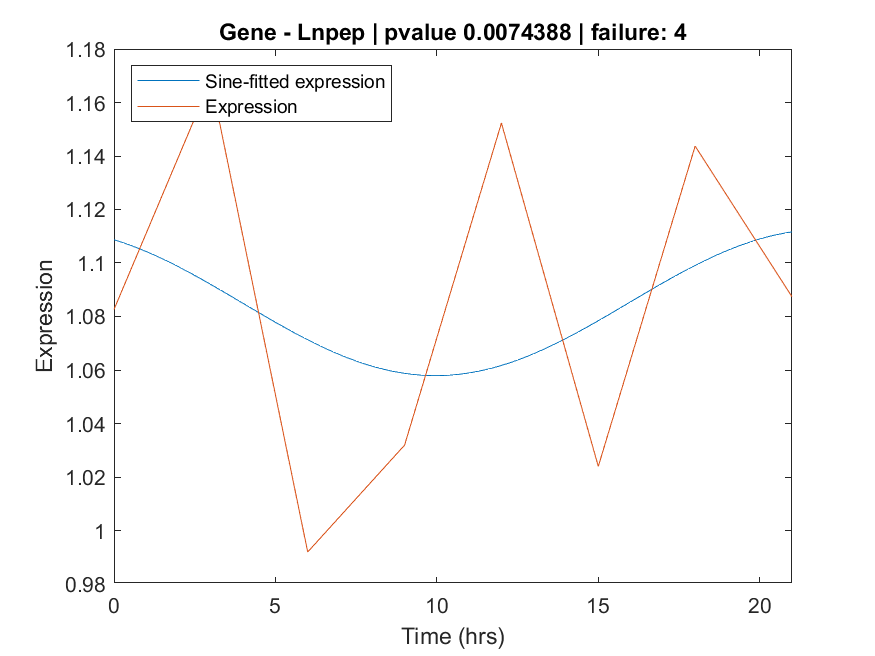 Gene - Lnpep | pvalue 0.0074388 | failure: 4
1.18
1.16
1.14
1.12
1.1
1.08
1.06
1.04
1.02
1
0.98
Expression
Sine-fitted expression
Expression
0 5 10 15 20
Time (hrs)